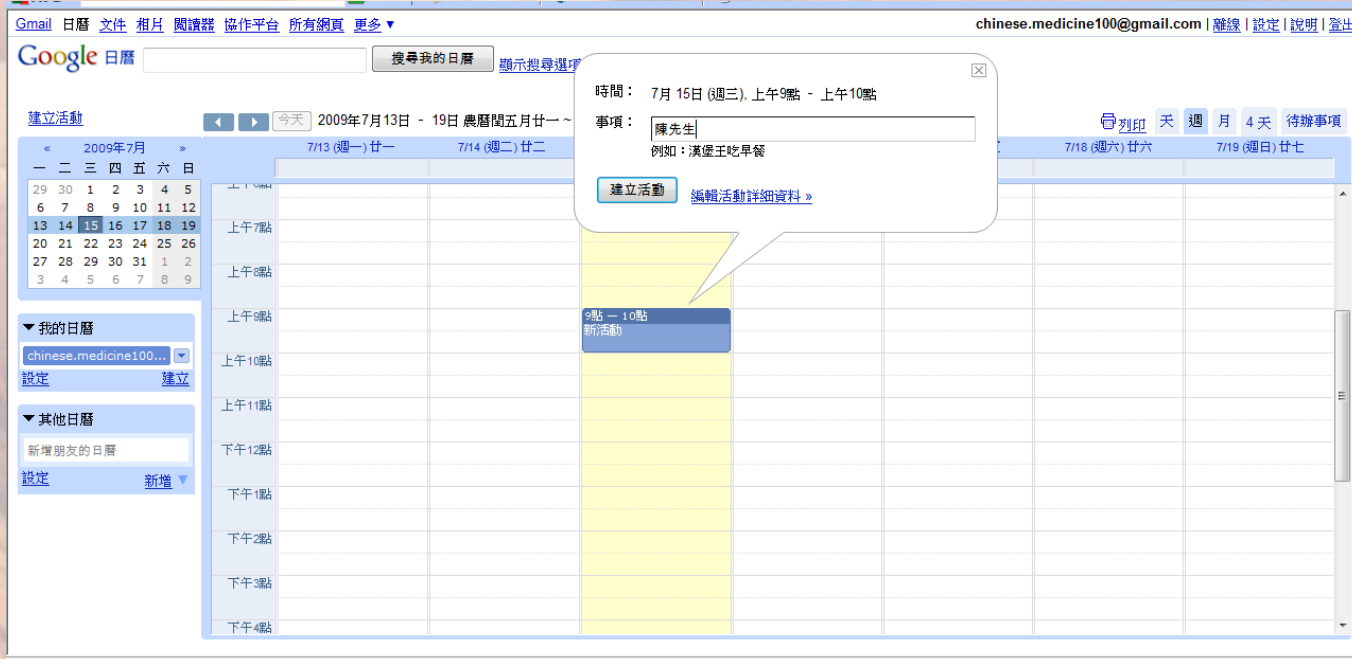 Gmail 日曆 文件 相片 閱讀器 協作平台 所有網頁 更多 ▼
chinese.medicine100@gmail.com | 離線 | 設定 | 說明 | 登出
Google 日曆
搜尋我的日曆
顯示搜尋選項
時間: 7月 15日 (週三), 上午9點 - 上午10點
事項: 陳先生
例如:漢堡王吃早餐
建立活動 編輯活動詳細資料 »
建立活動
今天 2009年7月13日 - 19日 農曆閏五月廿一 ~
列印 天 週 月 4 天 待辦事項
« 2009年7月 »
一 二 三 四 五 六 日
29 30 1 2 3 4 5
6 7 8 9 10 11 12
13 14 15 16 17 18 19
20 21 22 23 24 25 26
27 28 29 30 31 1 2
3 4 5 6 7 8 9
7/13 (週一) 廿一
7/14 (週二) 廿二
7/18 (週六) 廿六
7/19 (週日) 廿七
▼ 我的日曆
chinese.medicine100...
設定 建立
▼ 其他日曆
新增朋友的日曆
設定 新增
上午7點
上午8點
上午9點
上午10點
上午11點
下午12點
下午1點
下午2點
下午3點
下午4點
9點 — 10點
新活動